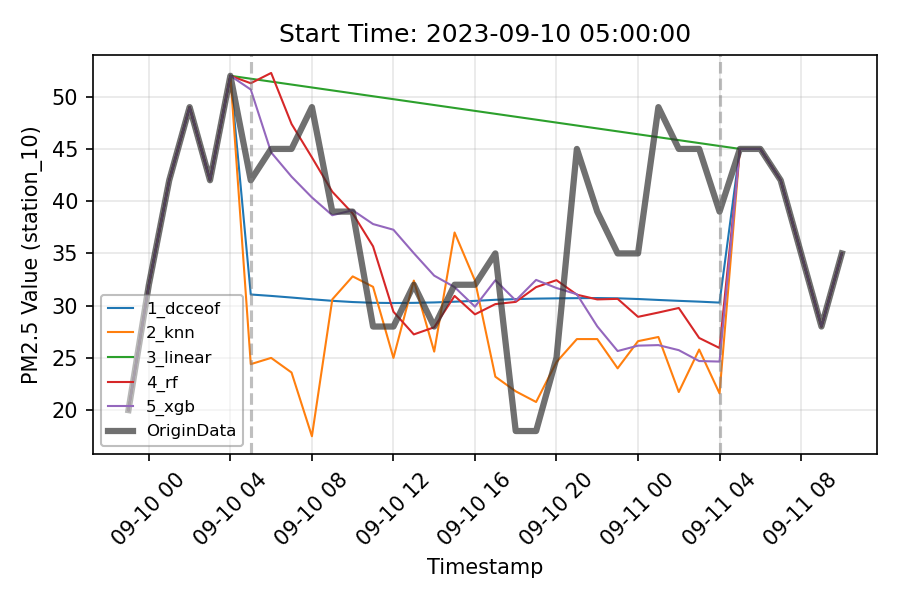 Start Time: 2023-09-10 05:00:00
PM2.5 Value (station_10)
50
45
40
35
30
25
20
1_dcceof
2_knn
3_linear
4_rf
5_xgb
OriginData
09-10 00
09-10 04
09-10 08
09-10 12
09-10 16
09-10 20
09-11 00
09-11 04
09-11 08
Timestamp